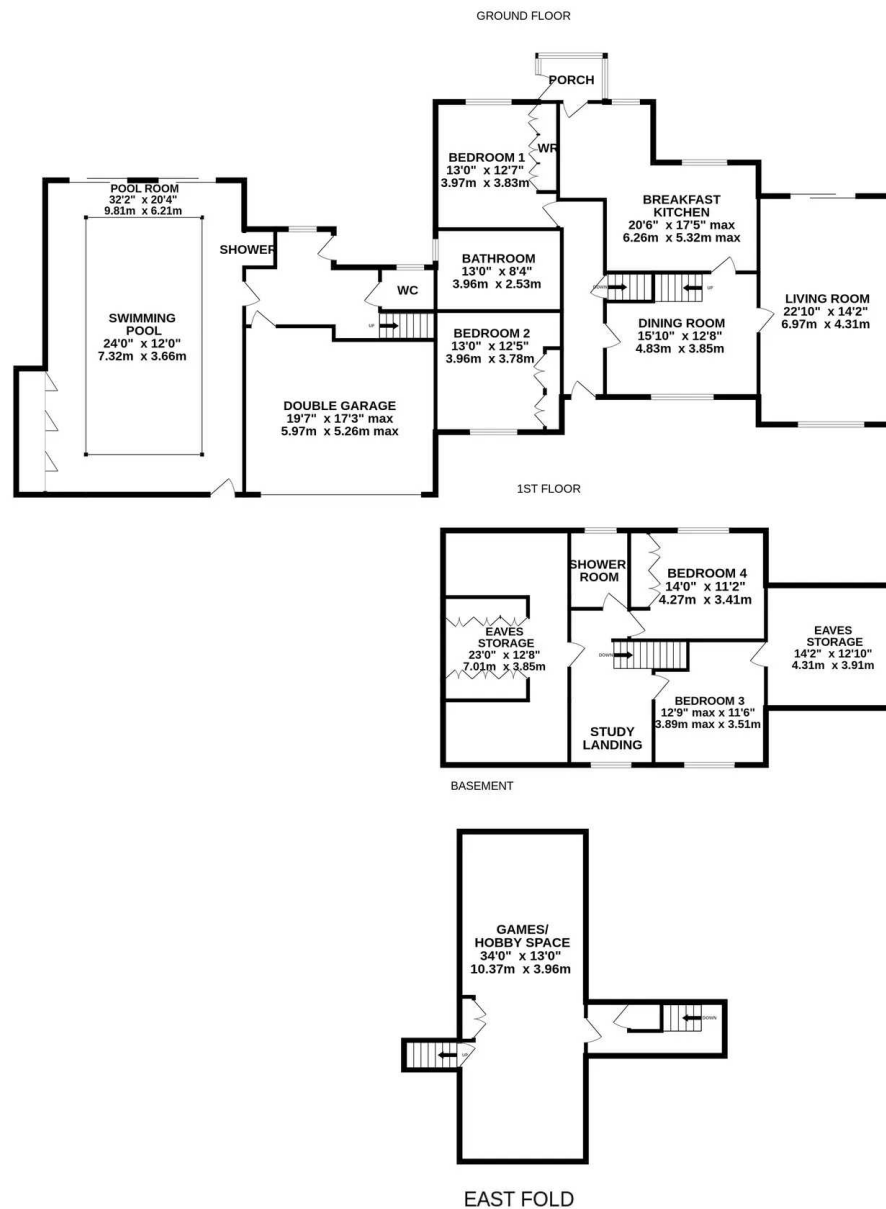 GROUND FLOOR
PORCH
BEDROOM 1
13'0" x 12'7"
3.97m x 3.83m
WR
POOL ROOM
32'2" x 20'4"
9.81m x 6.21m
BREAKFAST
KITCHEN
20'6" x 17'5" max
6.26m x 5.32m max
SHOWER
BATHROOM
13'0" x 8'4"
3.96m x 2.53m
WC
DOWN
UP
LIVING ROOM
22'10" x 14'2"
6.97m x 4.31m
SWIMMING
POOL
24'0" x 12'0"
7.32m x 3.66m
UP
BEDROOM 2
13'0" x 12'5"
3.96m x 3.78m
DINING ROOM
15'10" x 12'8"
4.83m x 3.85m
DOUBLE GARAGE
19'7" x 17'3" max
5.97m x 5.26m max
1ST FLOOR
SHOWER
ROOM
BEDROOM 4
14'0" x 11'2"
4.27m x 3.41m
EAVES
STORAGE
23'0" x 12'8"
7.01m x 3.85m
EAVES
STORAGE
14'2" x 12'10"
4.31m x 3.91m
DOWN
BEDROOM 3
12'9" max x 11'6"
3.89m max x 3.51m
STUDY
LANDING
BASEMENT
GAMES/
HOBBY SPACE
34'0" x 13'0"
10.37m x 3.96m
DOWN
UP
EAST FOLD